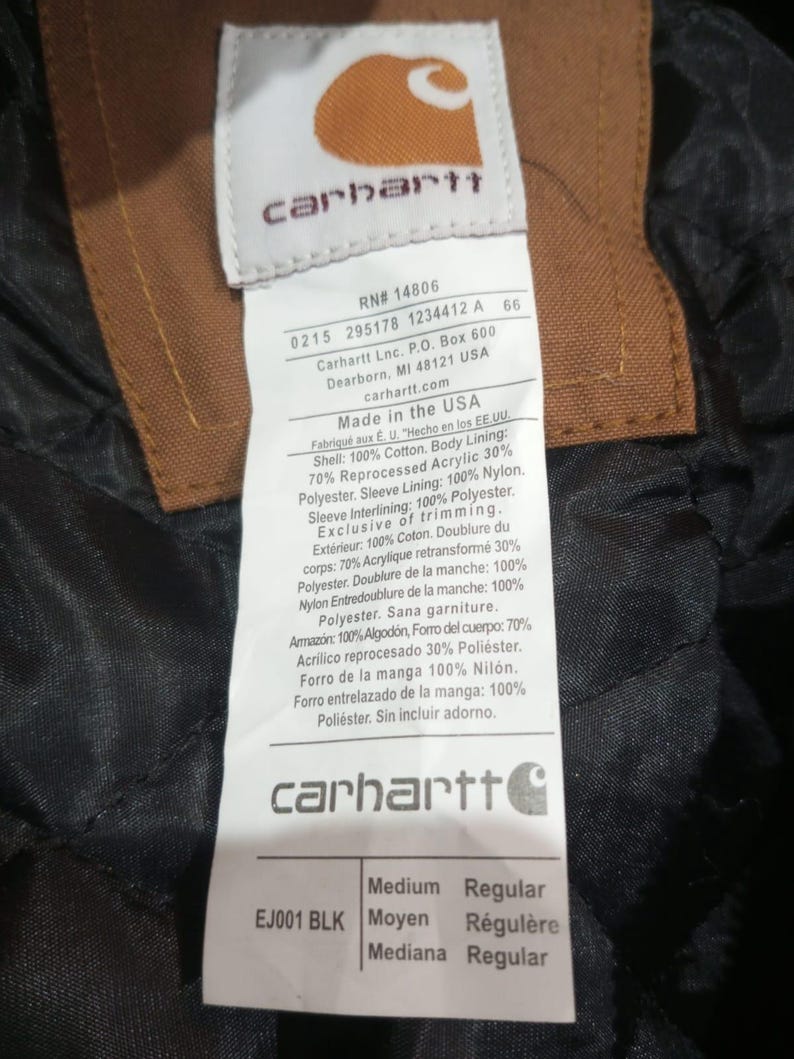 carhartt
RN# 14806
0215 295178 1234412 A 66
Carhartt Lnc. P.O. Box 600
Dearborn, MI 48121 USA
carhartt.com
Made in the USA
Fabriqué aux É. U. "Hecho en los EE.UU.
Shell: 100% Cotton. Body Lining:
70% Reprocessed Acrylic 30%
Polyester. Sleeve Lining: 100% Nylon.
Sleeve Interlining: 100% Polyester.
Exclusive of trimming.
Extérieur: 100% Coton. Doublure du
corps: 70% Acrylique retransformé 30%
Polyester. Doublure de la manche: 100%
Nylon Entredoublure de la manche: 100%
Polyester. Sana garniture.
Armazón: 100% Algodón, Forro del cuerpo: 70%
Acrílico reprocesado 30% Poliéster.
Forro de la manga 100% Nilón.
Forro entrelazado de la manga: 100%
Poliéster. Sin incluir adorno.
carhartt
EJ001 BLK
Medium Regular
Moyen Régulère
Mediana Regular